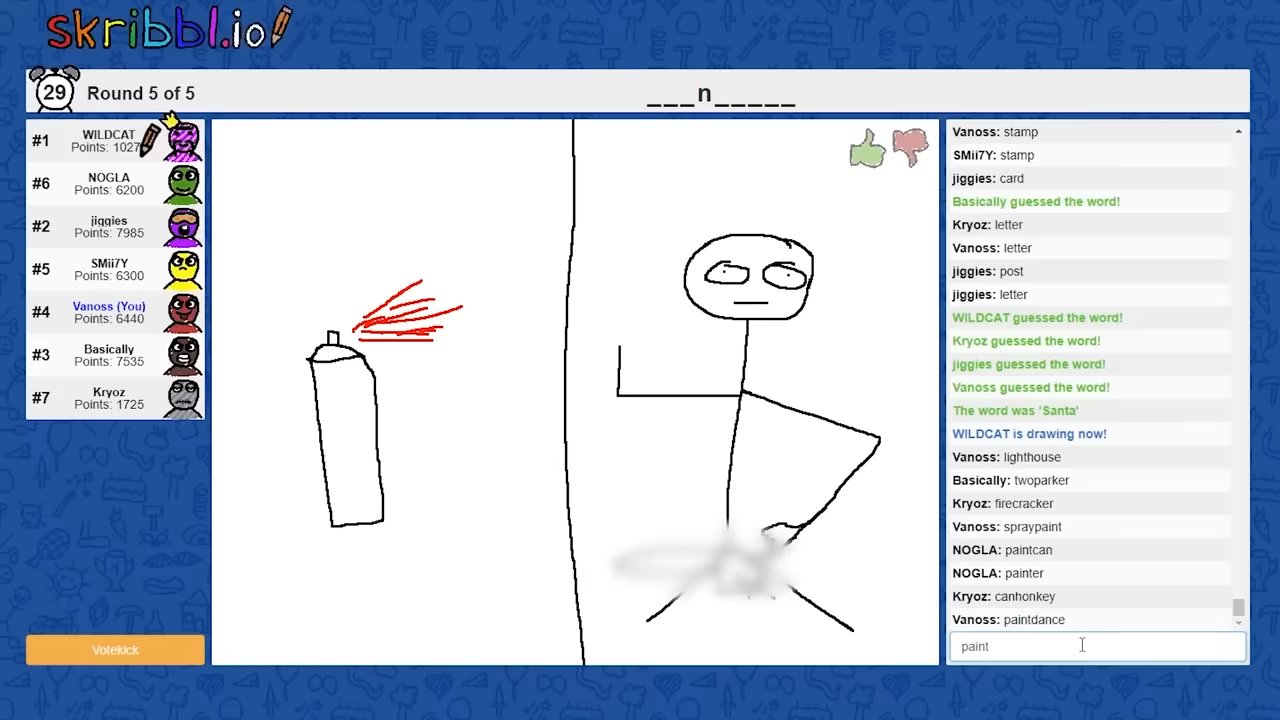 skribbl.io
29
Round 5 of 5
___n_____
#1
WILDCAT
Points: 1027
#6
NOGLA
Points: 6200
#2
jiggies
Points: 7985
#5
SMii7Y
Points: 6300
#4
Vanoss (You)
Points: 6440
#3
Basically
Points: 7535
#7
Kryoz
Points: 1725
Votekick
Vanoss: stamp
SMii7Y: stamp
jiggies: card
Basically guessed the word!
Kryoz: letter
Vanoss: letter
jiggies: post
jiggies: letter
WILDCAT guessed the word!
Kryoz guessed the word!
jiggies guessed the word!
Vanoss guessed the word!
The word was 'Santa'
WILDCAT is drawing now!
Vanoss: lighthouse
Basically: twoparker
Kryoz: firecracker
Vanoss: spraypaint
NOGLA: paintcan
NOGLA: painter
Kryoz: canhonkey
Vanoss: paintdance
paint